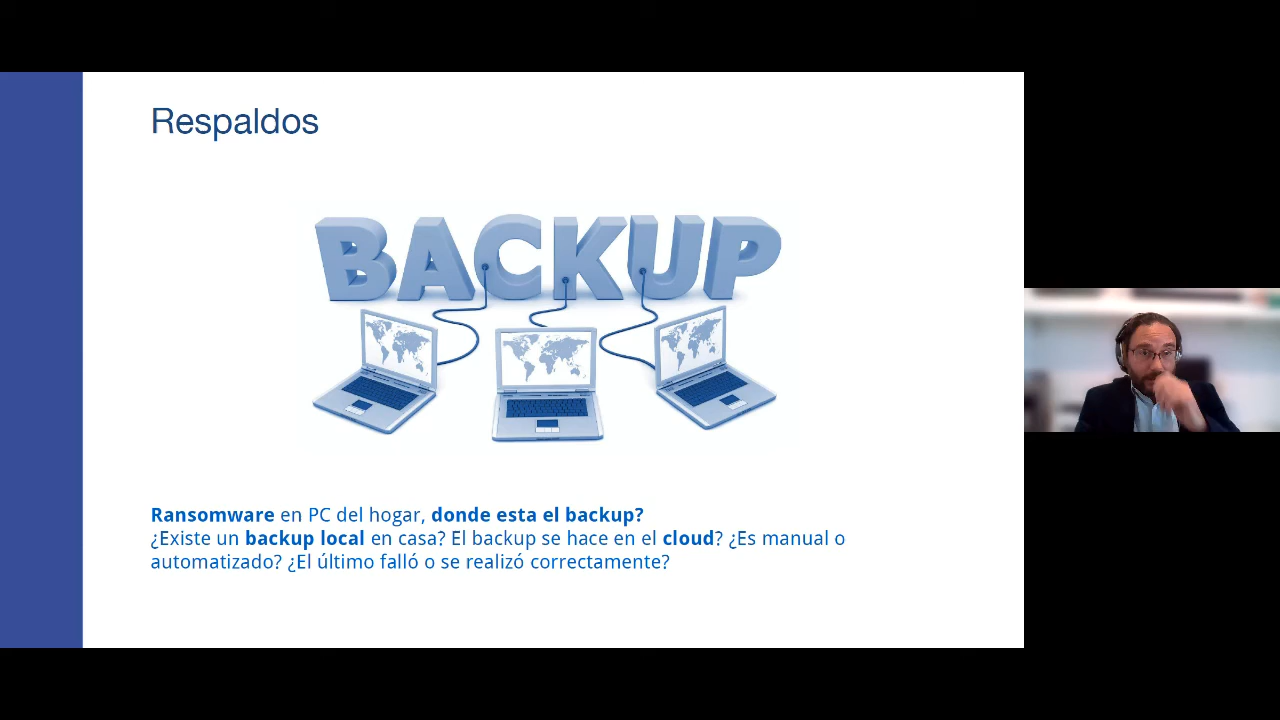 Respaldos
BACKUP
Ransomware en PC del hogar, donde esta el backup?
¿Existe un backup local en casa? El backup se hace en el cloud? ¿Es manual o
automatizado? ¿El último falló o se realizó correctamente?